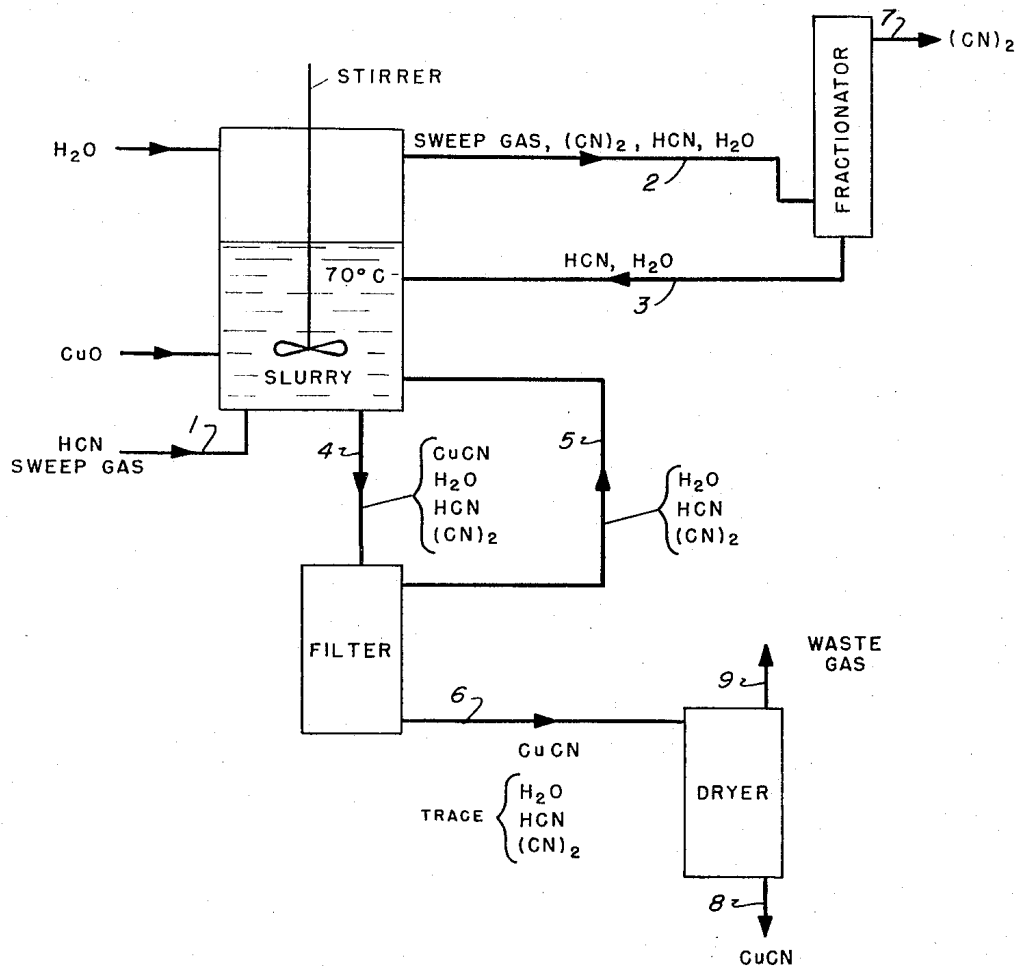 7
(CN)2
STIRRER
FRACTIONATOR
H2O
SWEEP GAS, (CN)2, HCN, H2O
2
70°C
HCN, H2O
3
CuO
SLURRY
1
HCN
SWEEP GAS
4
CuCN
H2O
HCN
(CN)2
5
H2O
HCN
(CN)2
FILTER
WASTE
GAS
9
6
CuCN
TRACE
H2O
HCN
(CN)2
DRYER
8
CuCN